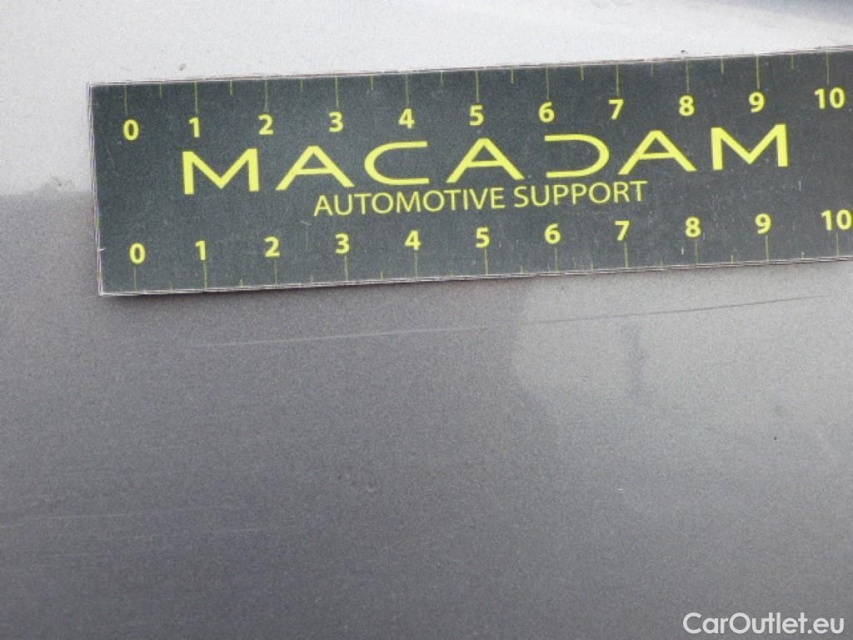 0 1 2 3 4 5 6 7 8 9 10
MACADAM
AUTOMOTIVE SUPPORT
0 1 2 3 4 5 6 7 8 9 10
CarOutlet.eu